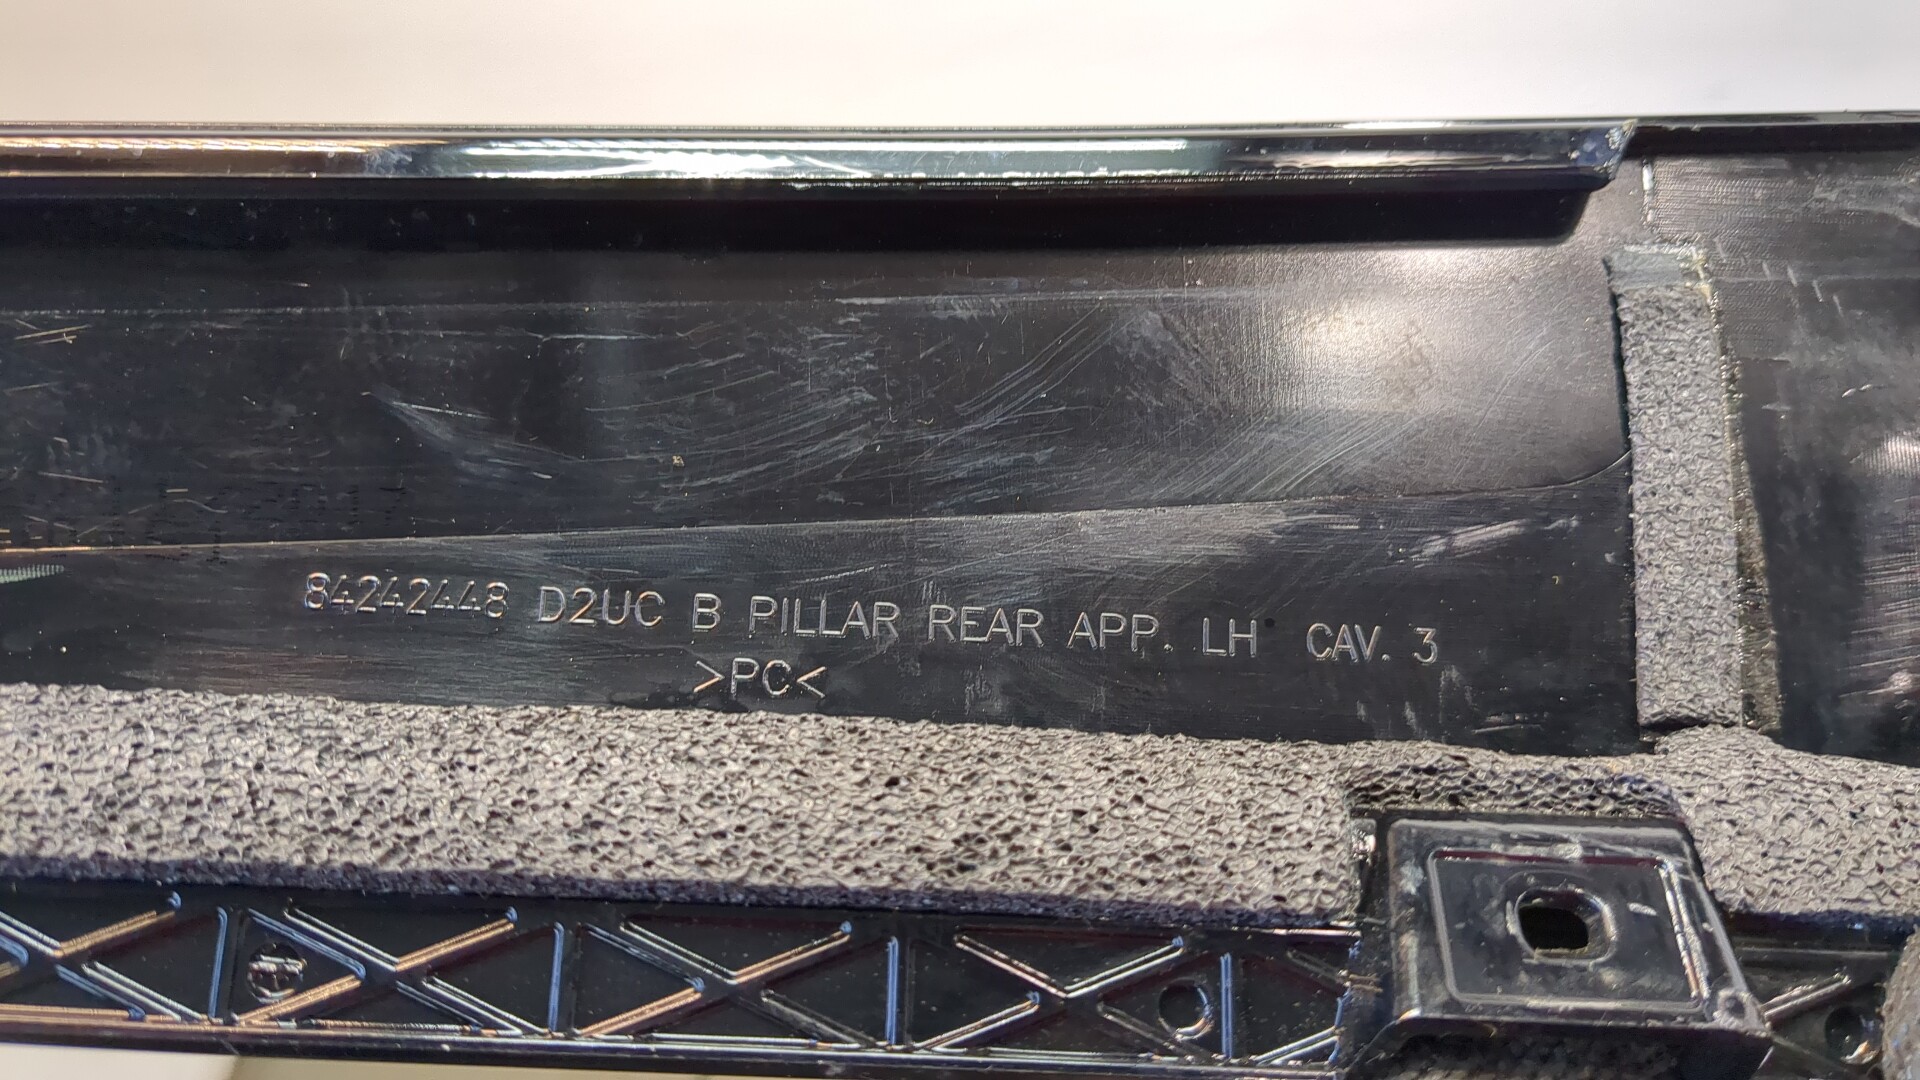 84242448 D2UC B PILLAR REAR APP. LH CAV. 3
>PC<